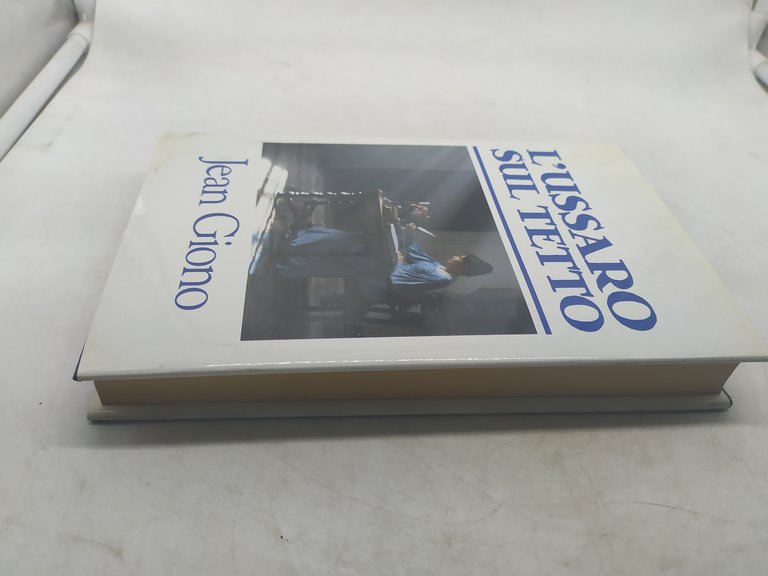 L'USSARO
SUL TETTO
Jean Giono